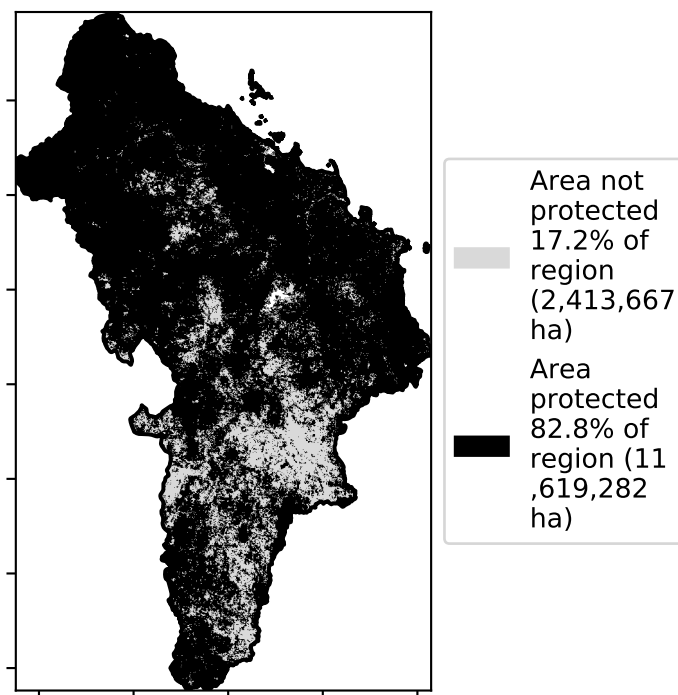 Area not
protected
17.2% of
region
(2,413,667
ha)
Area
protected
82.8% of
region (11
,619,282
ha)